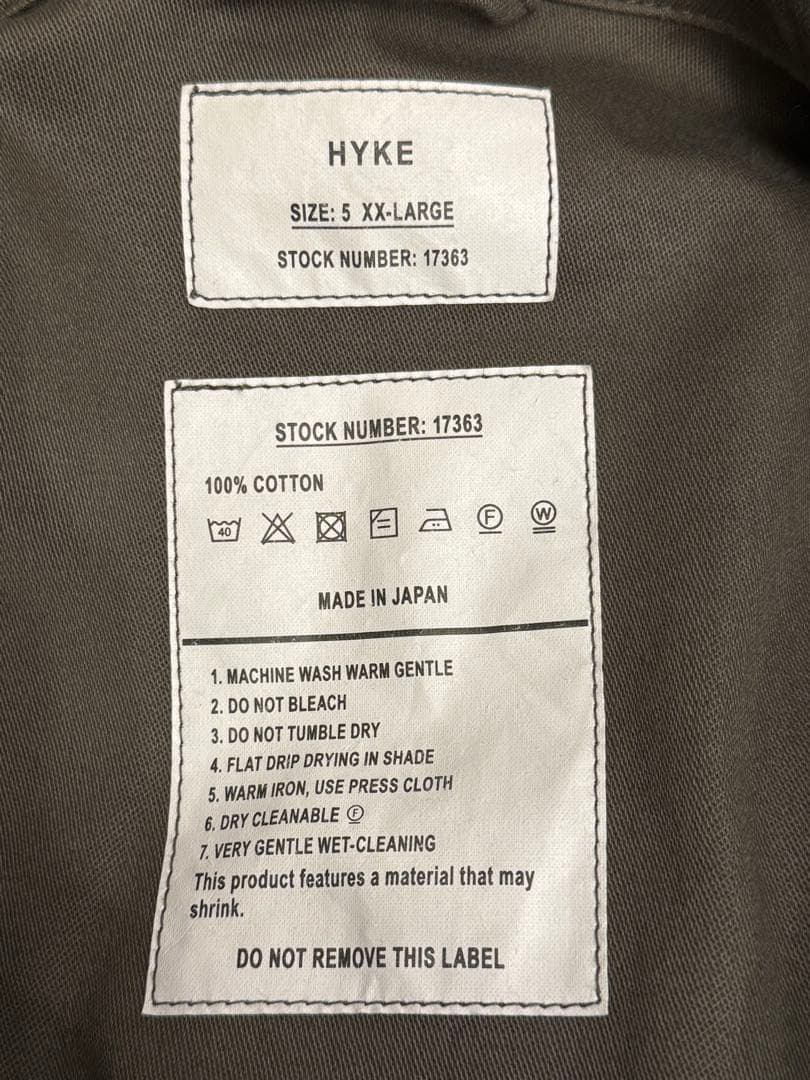 HYKE
SIZE: 5 XX-LARGE
STOCK NUMBER: 17363
STOCK NUMBER: 17363
100% COTTON
40 F W
MADE IN JAPAN
1. MACHINE WASH WARM GENTLE
2. DO NOT BLEACH
3. DO NOT TUMBLE DRY
4. FLAT DRIP DRYING IN SHADE
5. WARM IRON, USE PRESS CLOTH
6. DRY CLEANABLE Ⓕ
7. VERY GENTLE WET-CLEANING
This product features a material that may
shrink.
DO NOT REMOVE THIS LABEL